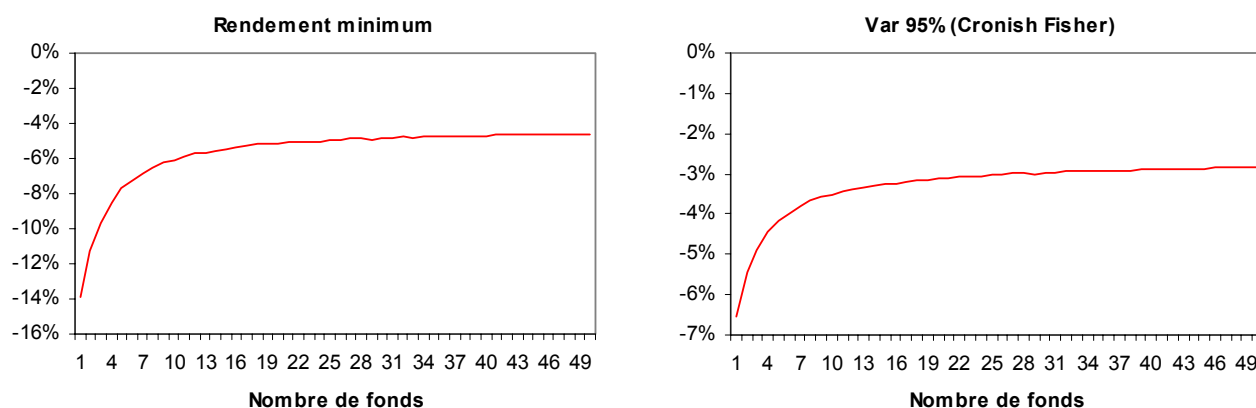 Rendement minimum
0%
-2%
-4%
-6%
-8%
-10%
-12%
-14%
-16%
1 4 7 10 13 16 19 22 25 28 31 34 37 40 43 46 49
Nombre de fonds
Var 95% (Cronish Fisher)
0%
-1%
-2%
-3%
-4%
-5%
-6%
-7%
1 4 7 10 13 16 19 22 25 28 31 34 37 40 43 46 49
Nombre de fonds